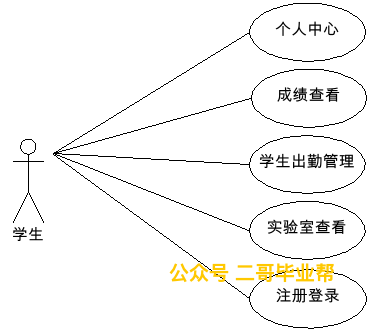 个人中心
成绩查看
学生出勤管理
学生
实验室查看
公众号 二哥毕业帮
注册登录